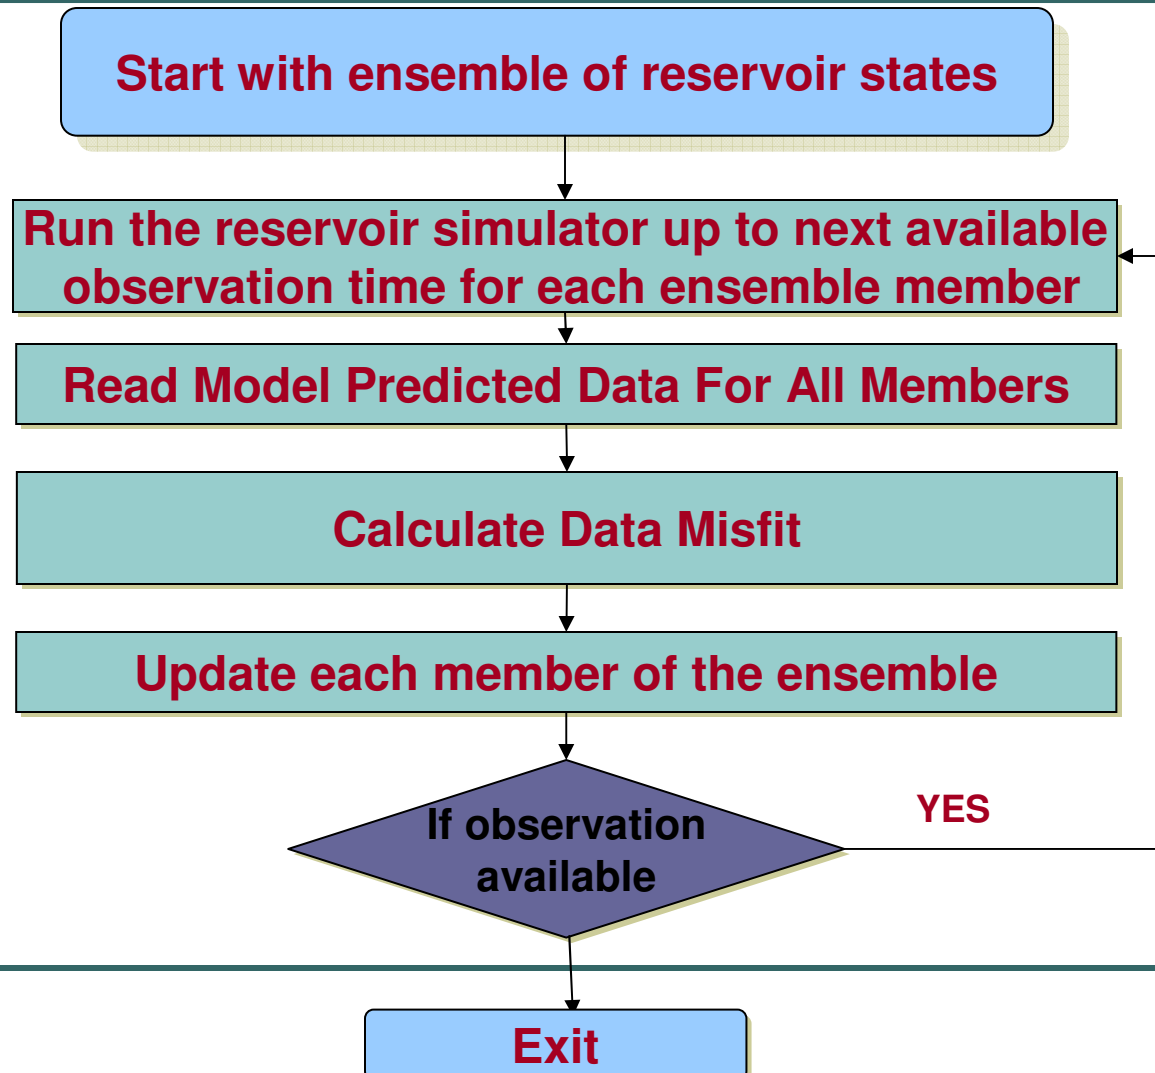 Start with ensemble of reservoir states
Run the reservoir simulator up to next available
observation time for each ensemble member
Read Model Predicted Data For All Members
Calculate Data Misfit
Update each member of the ensemble
If observation
available
YES
Exit